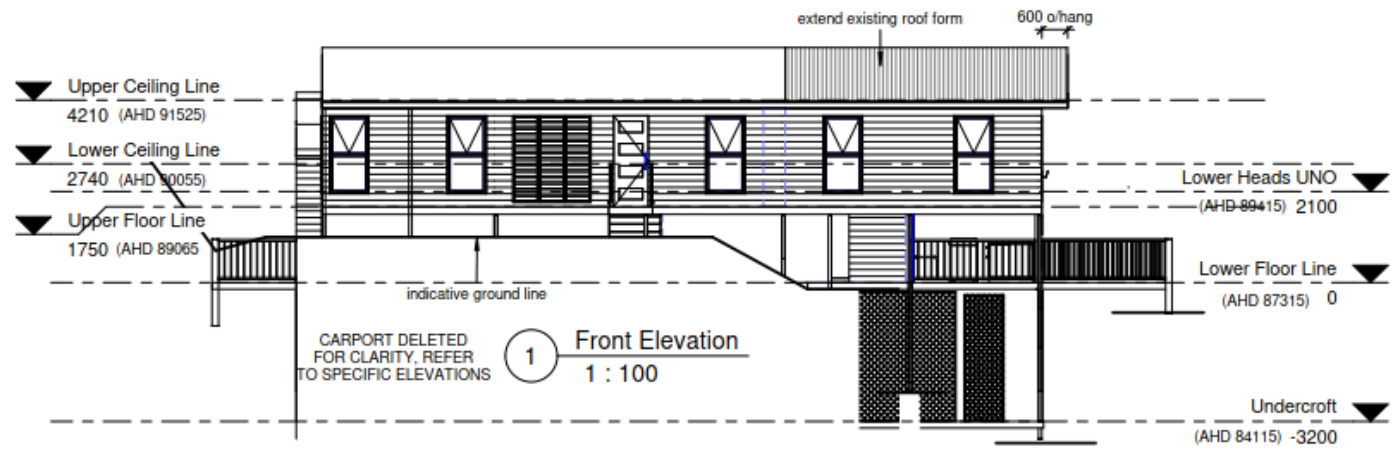 extend existing roof form
600 o/hang
Upper Ceiling Line
4210 (AHD 91525)
Lower Ceiling Line
2740 (AHD 90055)
Upper Floor Line
1750 (AHD 89065
Lower Heads UNO
(AHD 89415) 2100
Lower Floor Line
(AHD 87315) 0
indicative ground line
CARPORT DELETED
FOR CLARITY, REFER
TO SPECIFIC ELEVATIONS
1
Front Elevation
1 : 100
Undercroft
(AHD 84115) -3200